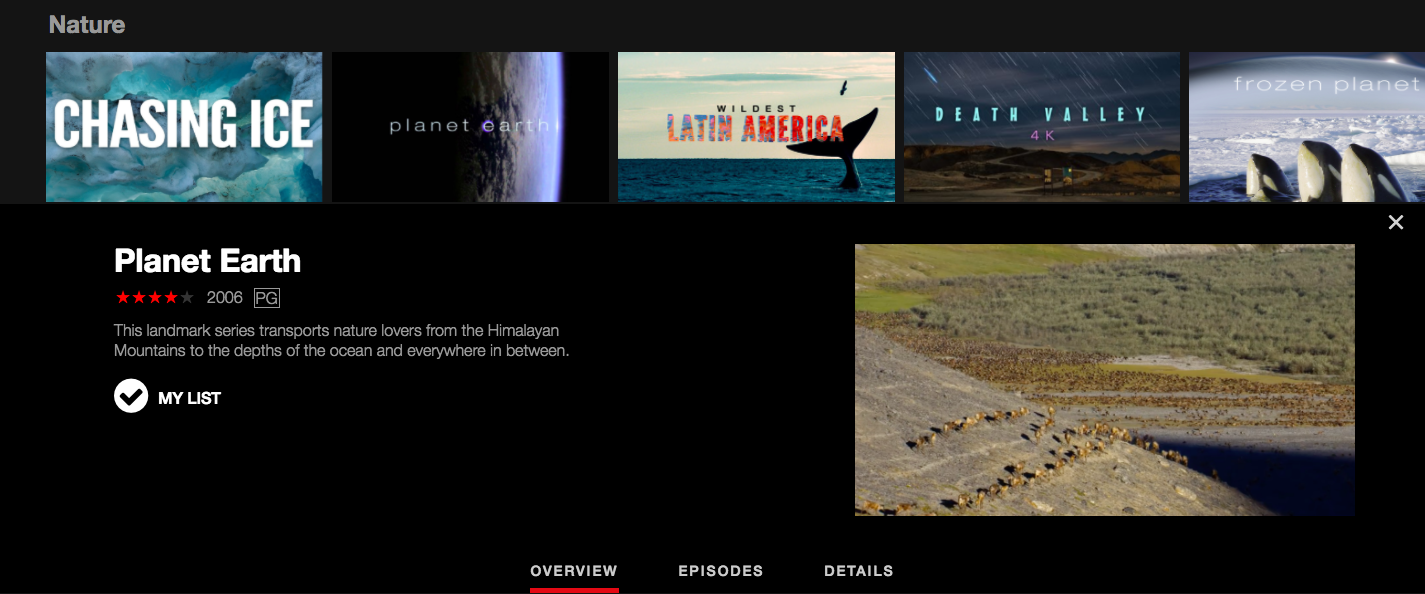 Nature
CHASING ICE
planet earth
WILDEST
LATIN AMERICA
DEATH VALLEY
4K
frozen planet
Planet Earth
2006 PG
This landmark series transports nature lovers from the Himalayan
Mountains to the depths of the ocean and everywhere in between.
MY LIST
OVERVIEW EPISODES DETAILS